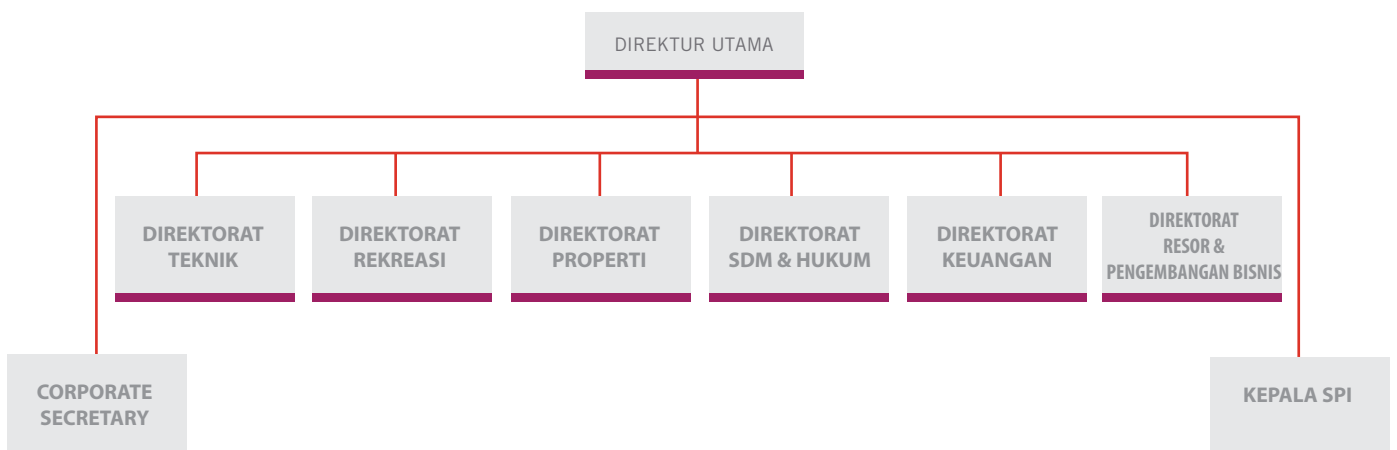 DIREKTUR UTAMA
DIREKTORAT
TEKNIK
DIREKTORAT
REKREASI
DIREKTORAT
PROPERTI
DIREKTORAT
SDM & HUKUM
DIREKTORAT
KEUANGAN
DIREKTORAT
RESOR &
PENGEMBANGAN BISNIS
CORPORATE
SECRETARY
KEPALA SPI